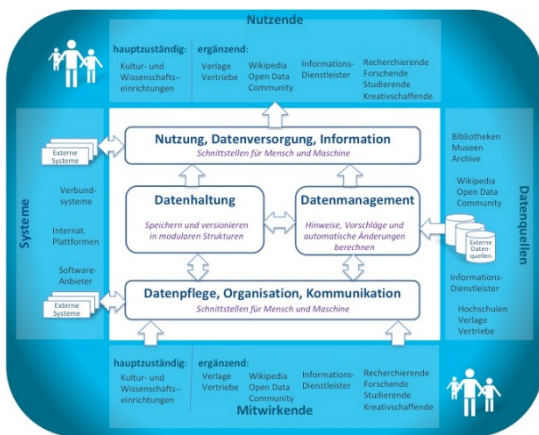 Nutzende
hauptzuständig:
Kultur- und
Wissenschafts--
einrichtungen
ergänzend:
Verlage
Vertriebe
Wikipedia
Open Data
Community
Informations-
Dienstleister
Recherchierende
Forschende
Studierende
Kreativschaffende
Systeme
Externe
Systeme
Verbund-
systeme
Internat.
Plattformen
Software-
Anbieter
Externe
Systeme
Nutzung, Datenversorgung, Information
Schnittstellen für Mensch und Maschine
Datenhaltung
Speichern und versionieren
in modularen Strukturen
Datenmanagement
Hinweise, Vorschläge und
automatische Änderungen
berechnen
Datenpflege, Organisation, Kommunikation
Schnittstellen für Mensch und Maschine
Bibliotheken
Museen
Archive
Wikipedia
Open Data
Community
Externe
Daten-
quellen
Informations-
Dienstleister
Hochschulen
Verlage
Vertriebe
Datenquellen
hauptzuständig:
Kultur- und
Wissenschafts--
einrichtungen
ergänzend:
Verlage
Vertriebe
Wikipedia
Open Data
Community
Informations-
Dienstleister
Recherchierende
Forschende
Studierende
Kreativschaffende
Mitwirkende